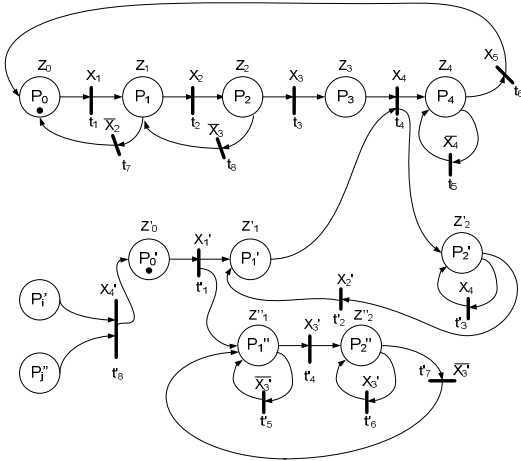 Z₀ Z₁ Z₂ Z₃ Z₄ X₅
X₁ X₂ X₃ X₄
P₀ P₁ P₂ P₃ P₄ t₆
t₁ t₂ t₃ t₄
X̅₂ X̅₃ X̅₄
t₇ t₈ t₅
Z'₀ Z'₁ Z'₂
P₀' X₁' P₁' P₂'
t'₁ X₂' X₄
Pᵢ' X₄' t'₂ t'₃
Z''₁ X₃' Z''₂
P₁'' P₂'' t'₇ X̅₃'
Pⱼ'' t'₈ t'₄
X̅₃' X₃'
t'₅ t'₆